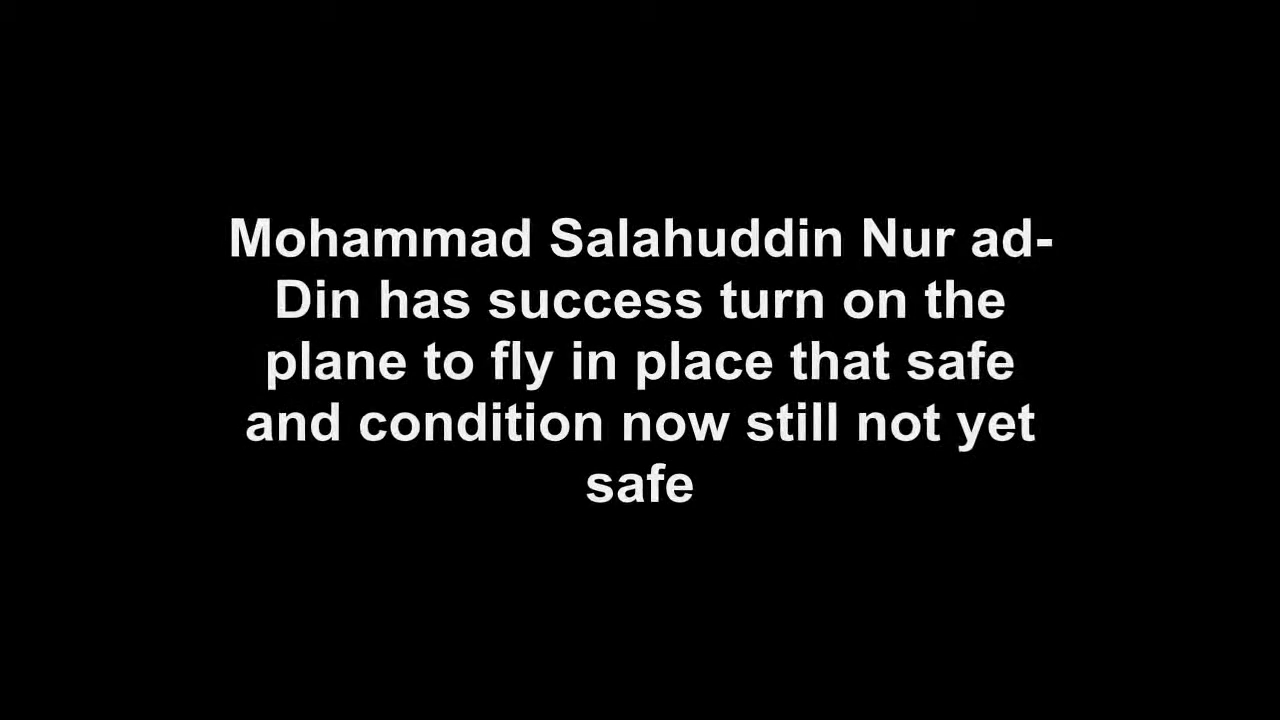 Mohammad Salahuddin Nur ad-
Din has success turn on the
plane to fly in place that safe
and condition now still not yet
safe